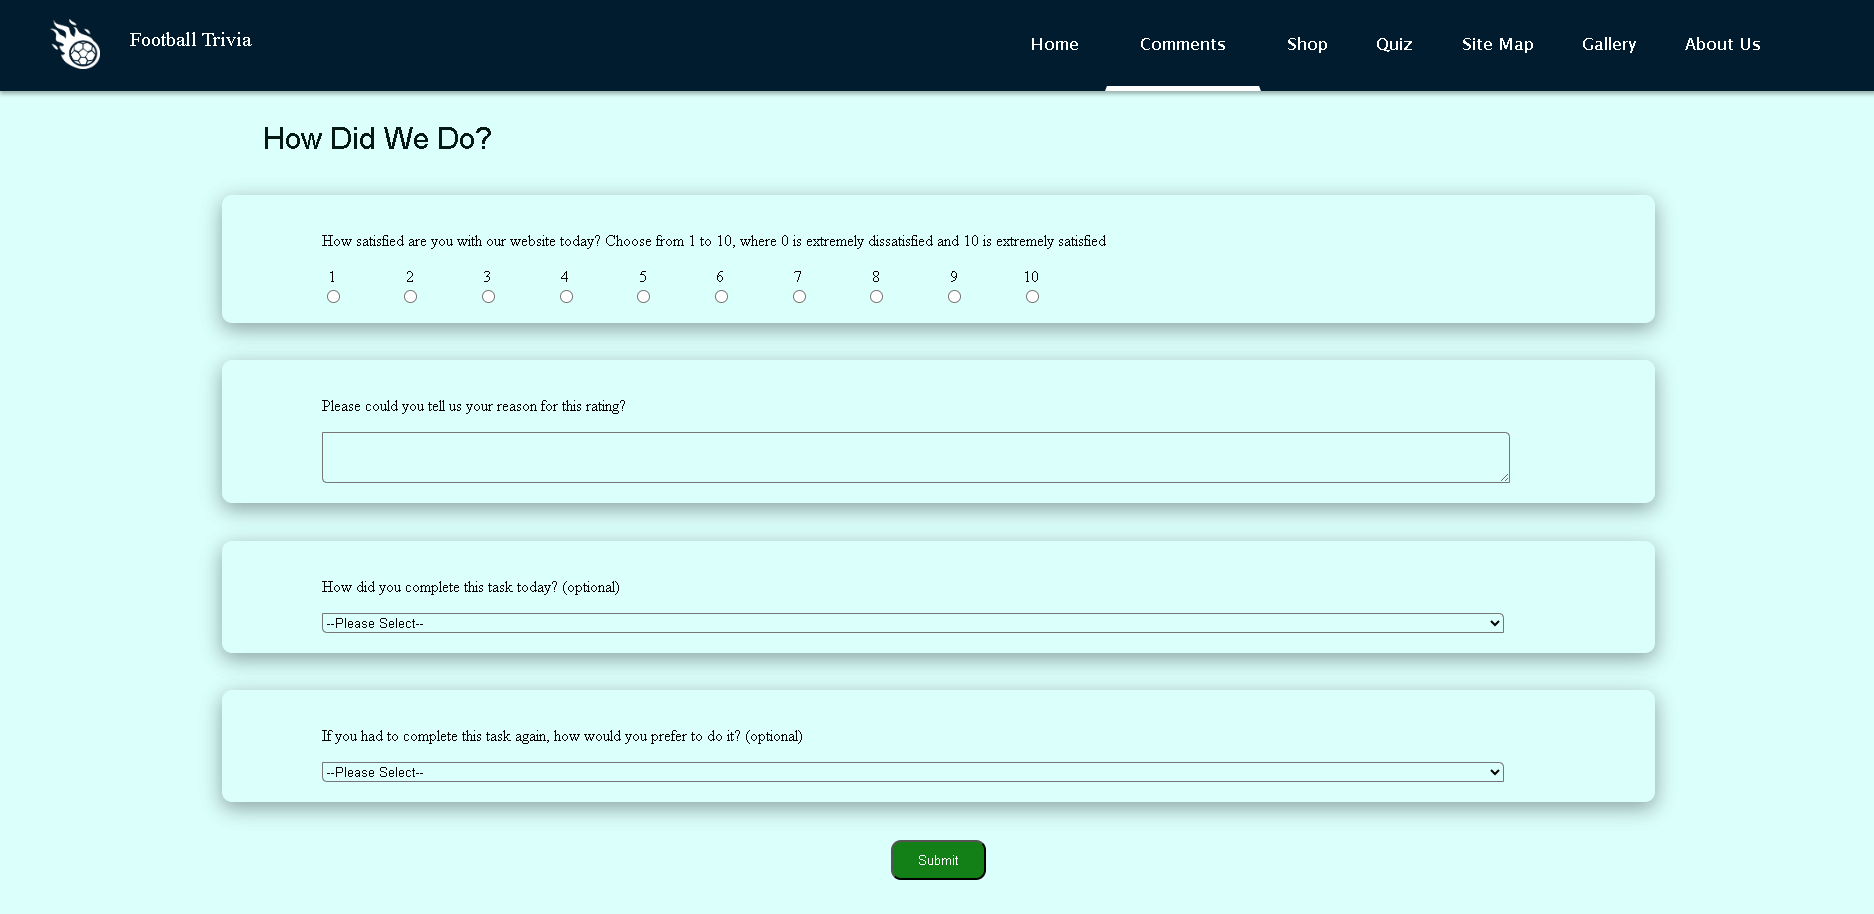 Football Trivia
Home Comments Shop Quiz Site Map Gallery About Us
How Did We Do?
How satisfied are you with our website today? Choose from 1 to 10, where 0 is extremely dissatisfied and 10 is extremely satisfied
1 2 3 4 5 6 7 8 9 10
Please could you tell us your reason for this rating?
How did you complete this task today? (optional)
--Please Select--
If you had to complete this task again, how would you prefer to do it? (optional)
--Please Select--
Submit